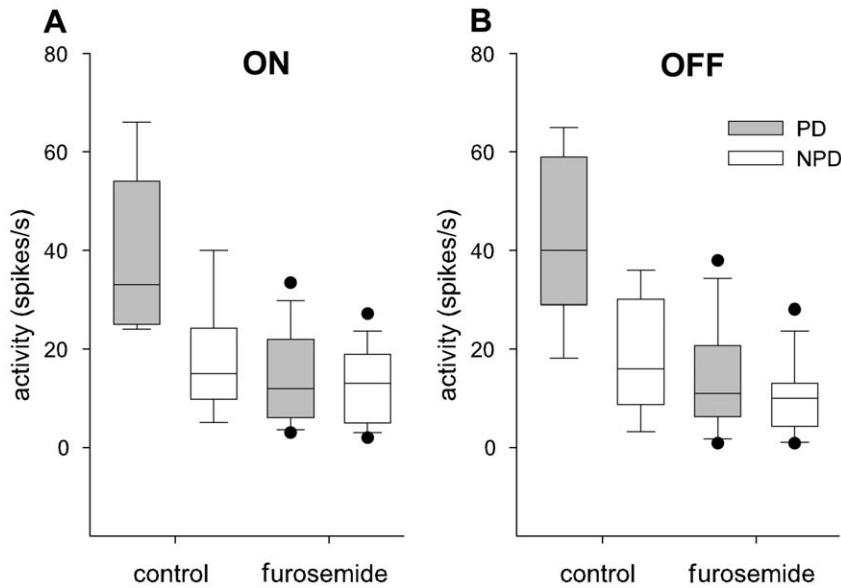 A
ON
80
60
40
20
0
activity (spikes/s)
control furosemide
B
OFF
80
60
40
20
0
activity (spikes/s)
PD
NPD
control furosemide